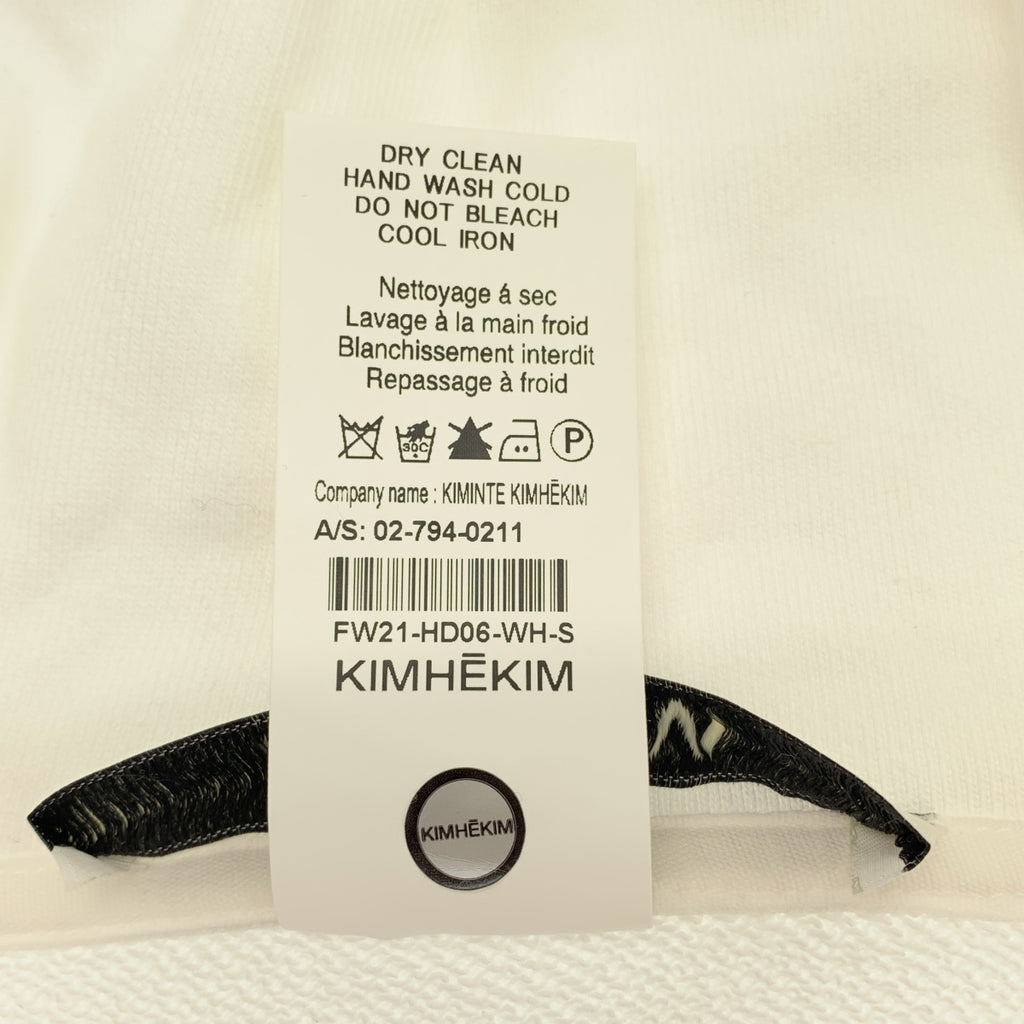 DRY CLEAN
HAND WASH COLD
DO NOT BLEACH
COOL IRON
Nettoyage á sec
Lavage à la main froid
Blanchissement interdit
Repassage à froid
30C
P
Company name : KIMINTE KIMHĒKIM
A/S: 02-794-0211
FW21-HD06-WH-S
KIMHĒKIM
KIMHĒKIM